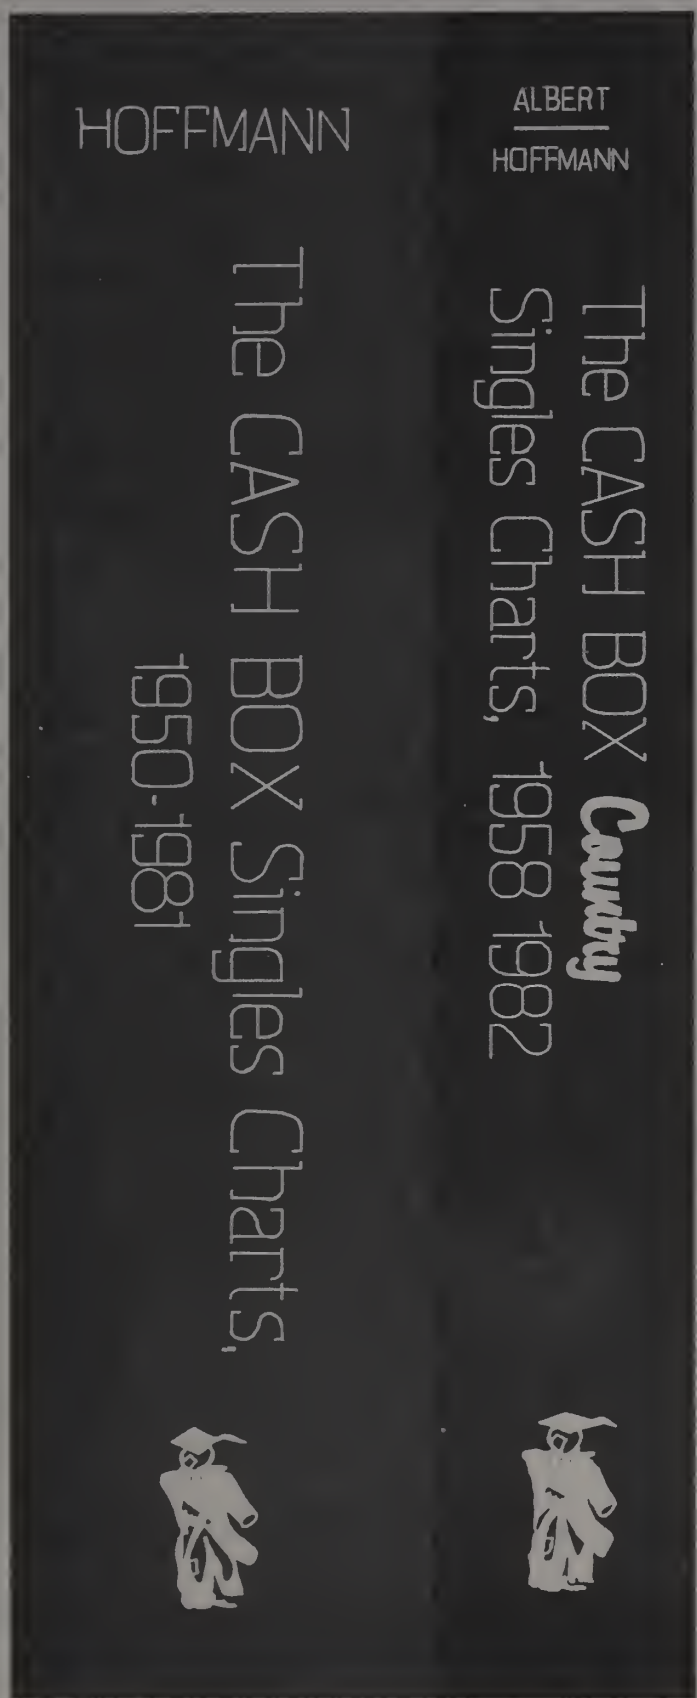 HOFFMANN
The CASH BOX Singles Charts,
1950-1981
ALBERT
HOFFMANN
The CASH BOX Country
Singles Charts, 1958 1982